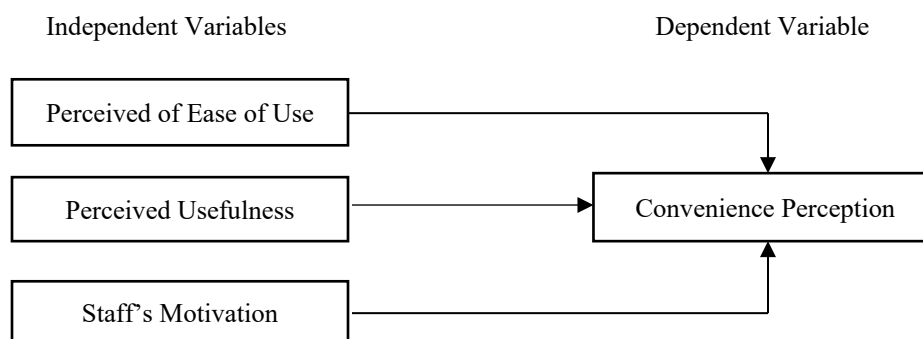 Independent Variables
Dependent Variable
Perceived of Ease of Use
Perceived Usefulness
Convenience Perception
Staff’s Motivation